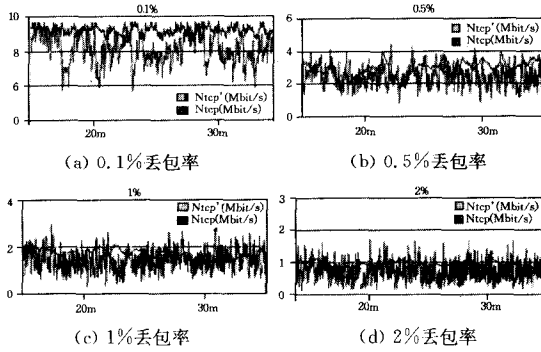 0.1%
10
8
6
0
Ntcp'(Mbit/s)
Ntcp(Mbit/s)
20m 30m
(a) 0.1%丢包率
0.5%
6
4
2
0
Ntcp'(Mbit/s)
Ntcp(Mbit/s)
20m 30m
(b) 0.5%丢包率
1%
4
2
0
Ntcp'(Mbit/s)
Ntcp(Mbit/s)
20m 30m
(c) 1%丢包率
2%
3
2
1
0
Ntcp'(Mbit/s)
Ntcp(Mbit/s)
20m 30m
(d) 2%丢包率